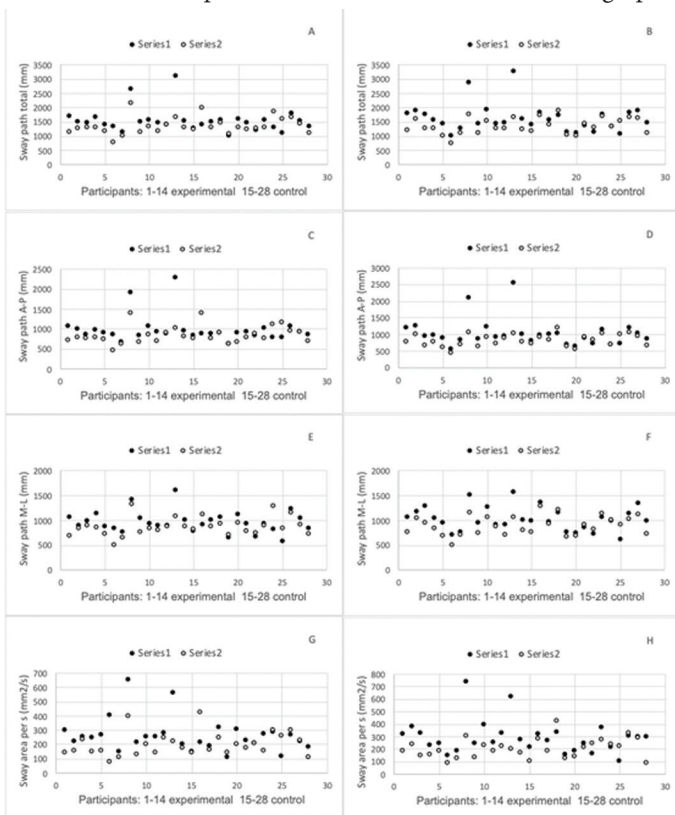 A
● Series1 ○ Series2
Sway path total (mm)
3500
3000
2500
2000
1500
1000
500
0
0 5 10 15 20 25 30
Participants: 1-14 experimental 15-28 control
B
● Series1 ○ Series2
Sway path total (mm)
3500
3000
2500
2000
1500
1000
500
0
0 5 10 15 20 25 30
Participants: 1-14 experimental 15-28 control
C
● Series1 ○ Series2
Sway path A-P (mm)
2500
2000
1500
1000
500
0
0 5 10 15 20 25 30
Participants: 1-14 experimental 15-28 control
D
● Series1 ○ Series2
Sway path A-P (mm)
3000
2500
2000
1500
1000
500
0
0 5 10 15 20 25 30
Participants: 1-14 experimental 15-28 control
E
● Series1 ○ Series2
Sway path M-L (mm)
2000
1500
1000
500
0
0 5 10 15 20 25 30
Participants: 1-14 experimental 15-28 control
F
● Series1 ○ Series2
Sway path M-L (mm)
2000
1500
1000
500
0
0 5 10 15 20 25 30
Participants: 1-14 experimental 15-28 control
G
● Series1 ○ Series2
Sway area per s (mm2/s)
700
600
500
400
300
200
100
0
0 5 10 15 20 25 30
Participants: 1-14 experimental 15-28 control
H
● Series1 ○ Series2
Sway area per s (mm2/s)
800
700
600
500
400
300
200
100
0
0 5 10 15 20 25 30
Participants: 1-14 experimental 15-28 control